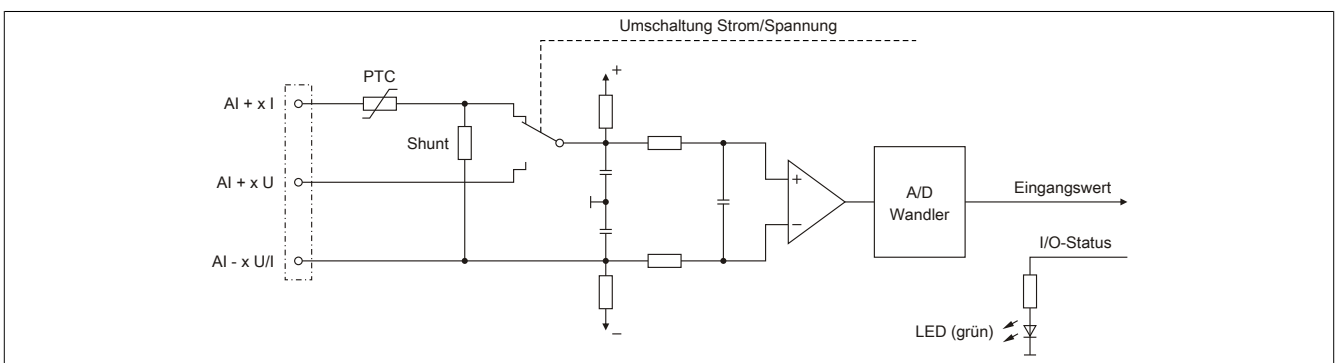 Umschaltung Strom/Spannung
+
PTC
AI + x I
Shunt
AI + x U
+
−
A/D
Wandler
Eingangswert
I/O-Status
AI - x U/I
LED (grün)
−